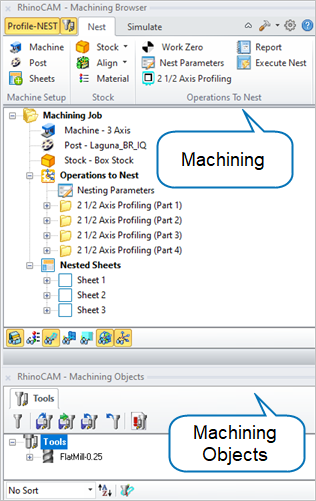 RhinoCAM - Machining Browser
Profile-NEST Nest Simulate
Machine Stock Work Zero Report
Post Align Nest Parameters Execute Nest
Sheets Material 2 1/2 Axis Profiling
Machine Setup Stock Operations To Nest
Machining Job
Machine - 3 Axis
Post - Laguna_BR_IQ
Stock - Box Stock
Operations to Nest
Nesting Parameters
2 1/2 Axis Profiling (Part 1)
2 1/2 Axis Profiling (Part 2)
2 1/2 Axis Profiling (Part 3)
2 1/2 Axis Profiling (Part 4)
Nested Sheets
Sheet 1
Sheet 2
Sheet 3
Machining
RhinoCAM - Machining Objects
Tools
Tools
FlatMill-0.25
Machining
Objects
No Sort